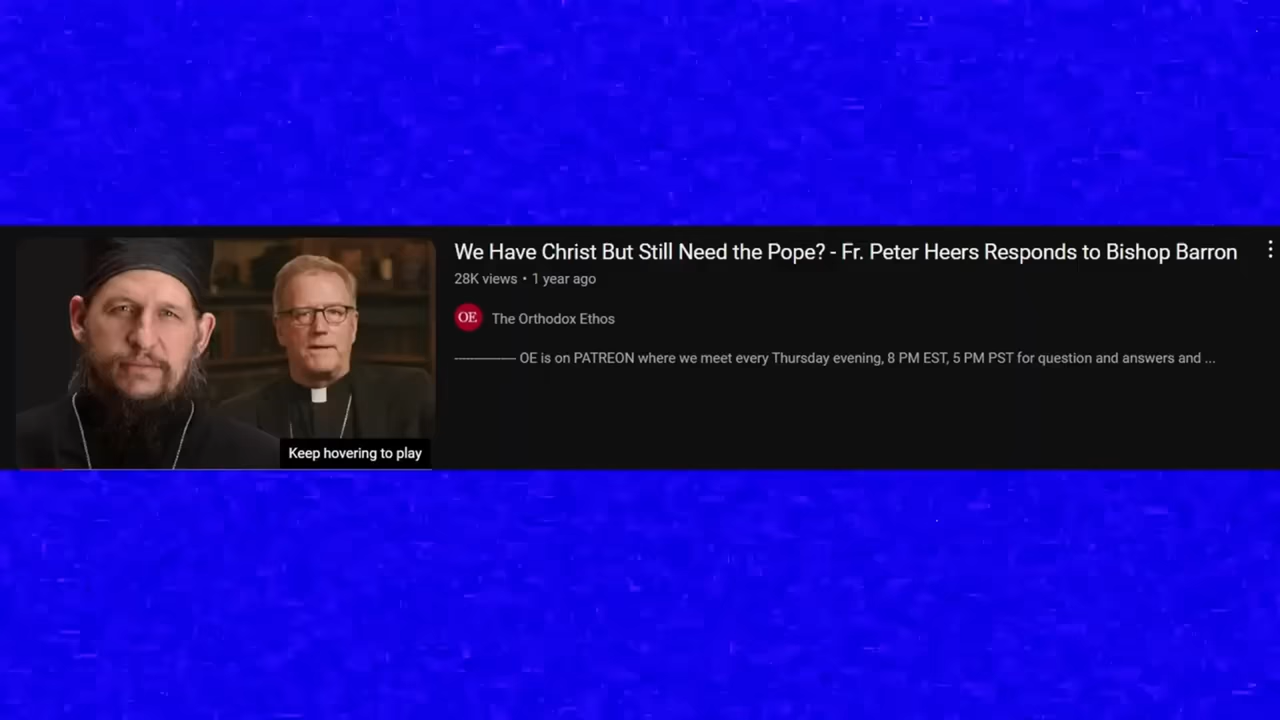 We Have Christ But Still Need the Pope? - Fr. Peter Heers Responds to Bishop Barron
28K views • 1 year ago
OE The Orthodox Ethos
—————— OE is on PATREON where we meet every Thursday evening, 8 PM EST, 5 PM PST for question and answers and ...
Keep hovering to play